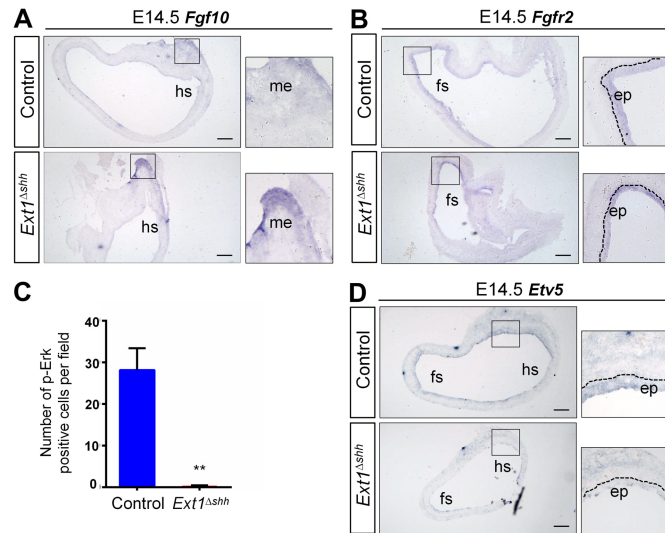 A
E14.5 Fgf10
Control
hs
me
Ext1Δshh
hs
me
B
E14.5 Fgfr2
Control
fs
ep
Ext1Δshh
fs
ep
C
Number of p-Erk
positive cells per field
40
30
20
10
0
**
Control Ext1Δshh
D
E14.5 Etv5
Control
fs
hs
ep
Ext1Δshh
hs
fs
ep